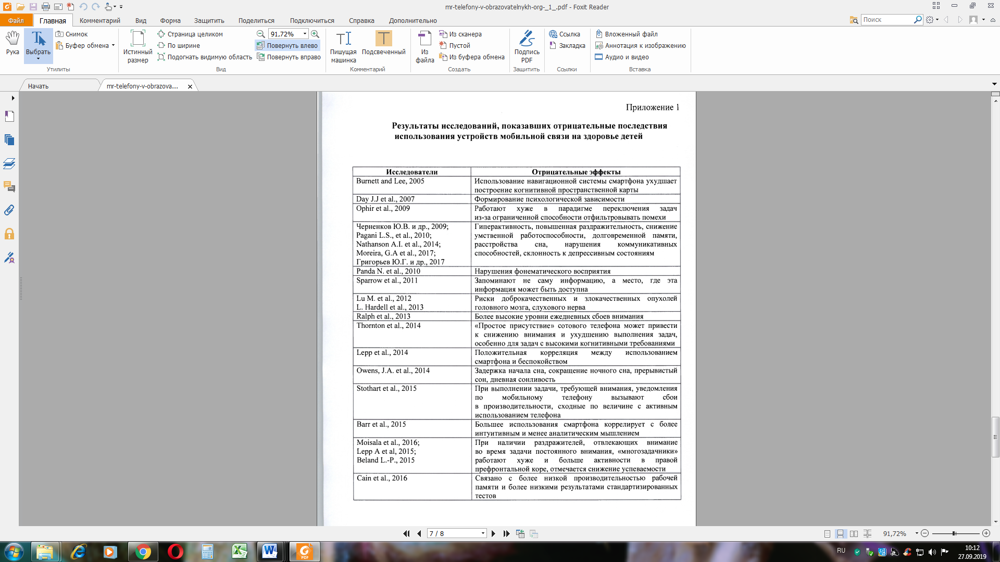 mr-telefony-v-obrazovatelnykh-org-_1_.pdf - Foxit Reader
Файл
Главная
Комментарий
Вид
Форма
Защитить
Поделиться
Подключиться
Справка
Дополнительно
Поиск
Рука
Выбрать
Снимок
Буфер обмена
Утилиты
Истинный размер
Страница целиком
По ширине
Подогнать видимую область
91,72%
Повернуть влево
Повернуть вправо
Вид
Пишущая машинка
Подсвеченный
Комментарий
Из файла
Из сканера
Пустой
Из буфера обмена
Создать
Подпись PDF
Защитить
Ссылка
Закладка
Ссылки
Вложенный файл
Аннотация к изображению
Аудио и видео
Вставка
Начать
mr-telefony-v-obrazova...
Приложение 1
Результаты исследований, показавших отрицательные последствия
использования устройств мобильной связи на здоровье детей
Исследователи
Отрицательные эффекты
Burnett and Lee, 2005
Использование навигационной системы смартфона ухудшает
построение когнитивной пространственной карты
Day J.J et al., 2007
Формирование психологической зависимости
Ophir et al., 2009
Работают хуже в парадигме переключения задач
из-за ограниченной способности отфильтровывать помехи
Черненков Ю.В. и др., 2009;
Pagani L.S., et al., 2010;
Nathanson A.I. et al., 2014;
Moreira, G.A et al., 2017;
Григорьев Ю.Г. и др., 2017
Гиперактивность, повышенная раздражительность, снижение
умственной работоспособности, долговременной памяти,
расстройства сна, нарушения коммуникативных
способностей, склонность к депрессивным состояниям
Panda N. et al., 2010
Нарушения фонематического восприятия
Sparrow et al., 2011
Запоминают не саму информацию, а место, где эта
информация может быть доступна
Lu M. et al., 2012
L. Hardell et al., 2013
Риски доброкачественных и злокачественных опухолей
головного мозга, слухового нерва
Ralph et al., 2013
Более высокие уровни ежедневных сбоев внимания
Thornton et al., 2014
«Простое присутствие» сотового телефона может привести
к снижению внимания и ухудшению выполнения задач,
особенно для задач с высокими когнитивными требованиями
Lepp et al., 2014
Положительная корреляция между использованием
смартфона и беспокойством
Owens, J.A. et al., 2014
Задержка начала сна, сокращение ночного сна, прерывистый
сон, дневная сонливость
Stothart et al., 2015
При выполнении задачи, требующей внимания, уведомления
по мобильному телефону вызывают сбои
в производительности, сходные по величине с активным
использованием телефона
Barr et al., 2015
Большее использования смартфона коррелирует с более
интуитивным и менее аналитическим мышлением
Moisala et al., 2016;
Lepp A et al, 2015;
Beland L.-P., 2015
При наличии раздражителей, отвлекающих внимание
во время задачи постоянного внимания, «многозадачники»
работают хуже и больше активности в правой
префронтальной коре, отмечается снижение успеваемости
Cain et al., 2016
Связано с более низкой производительностью рабочей
памяти и более низкими результатами стандартизированных
тестов
7 / 8
91,72%
RU
10:12
27.09.2019